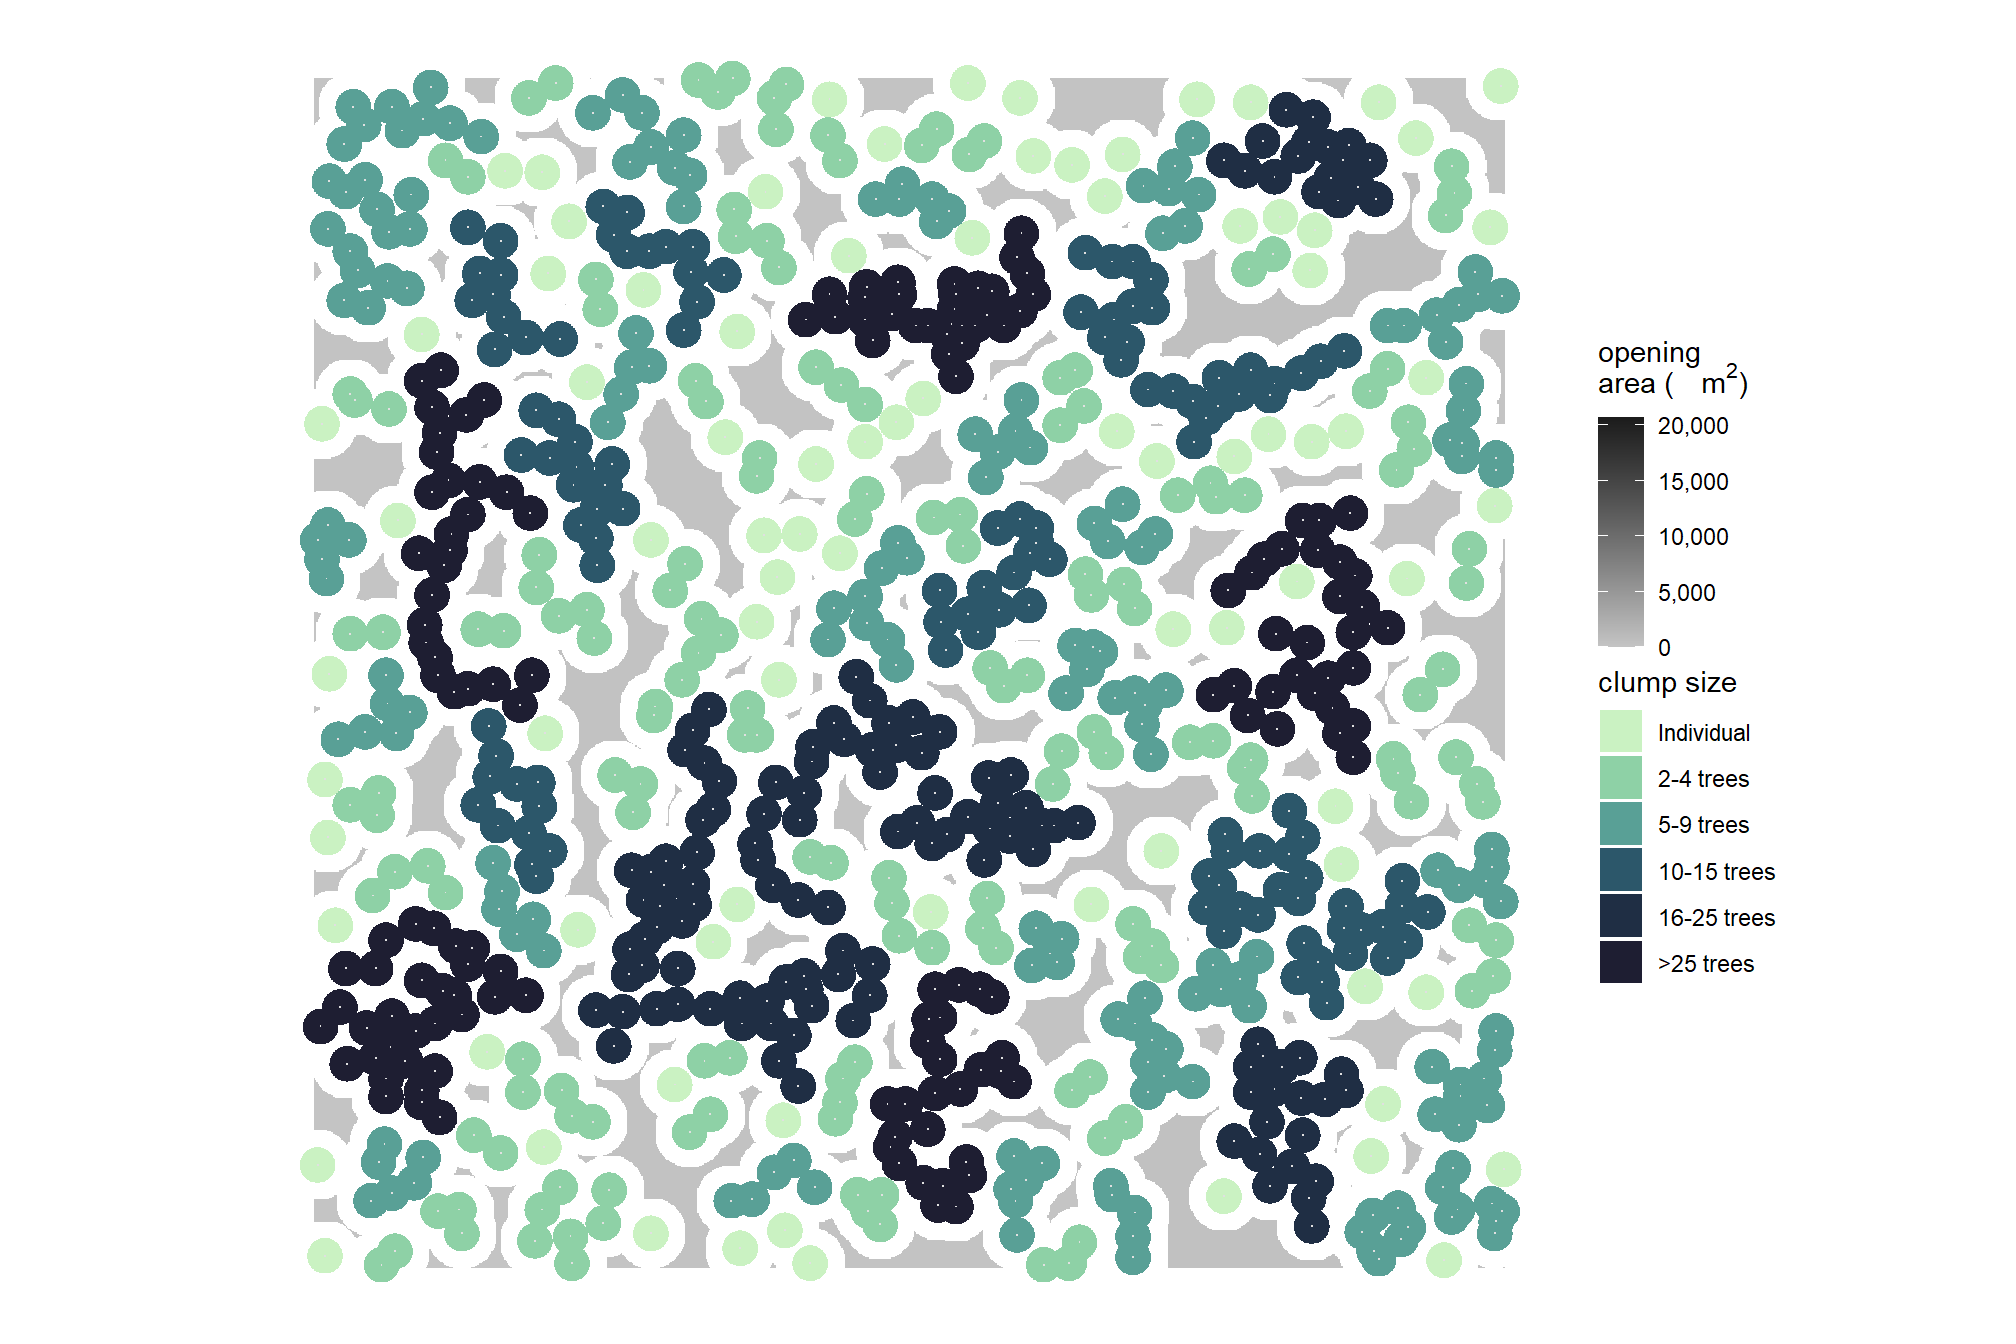 opening
area ( m²)
20,000
15,000
10,000
5,000
0
clump size
Individual
2-4 trees
5-9 trees
10-15 trees
16-25 trees
>25 trees